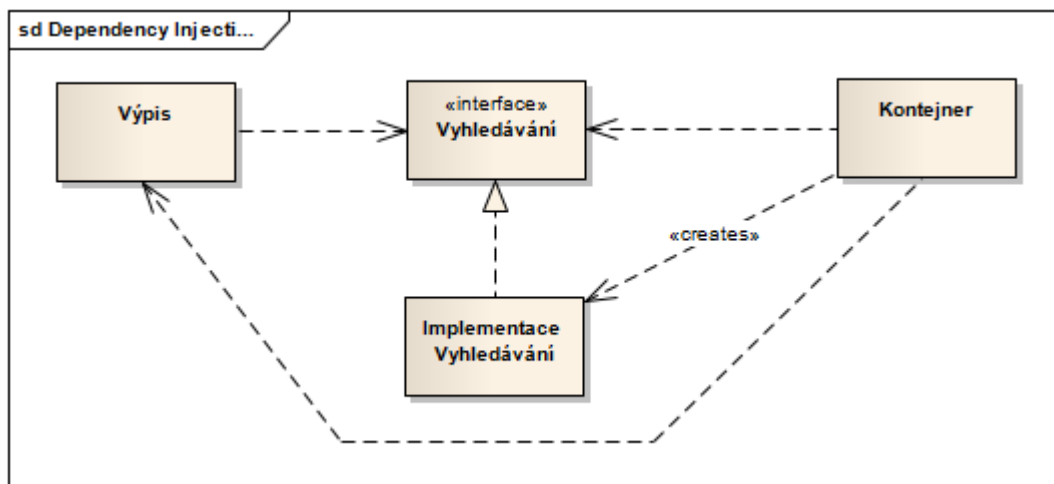 sd Dependency Injecti...
Výpis
«interface»
Vyhledávání
Kontejner
«creates»
Implementace
Vyhledávání